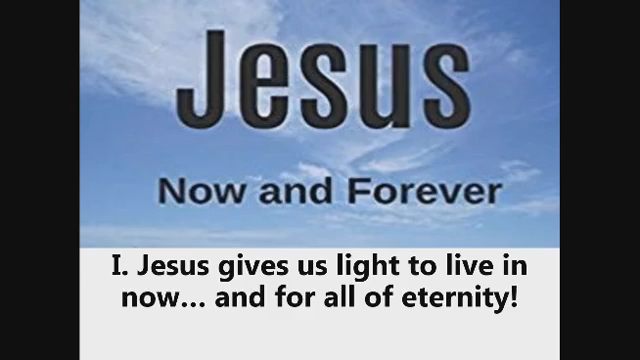 Jesus
Now and Forever
I. Jesus gives us light to live in
now... and for all of eternity!